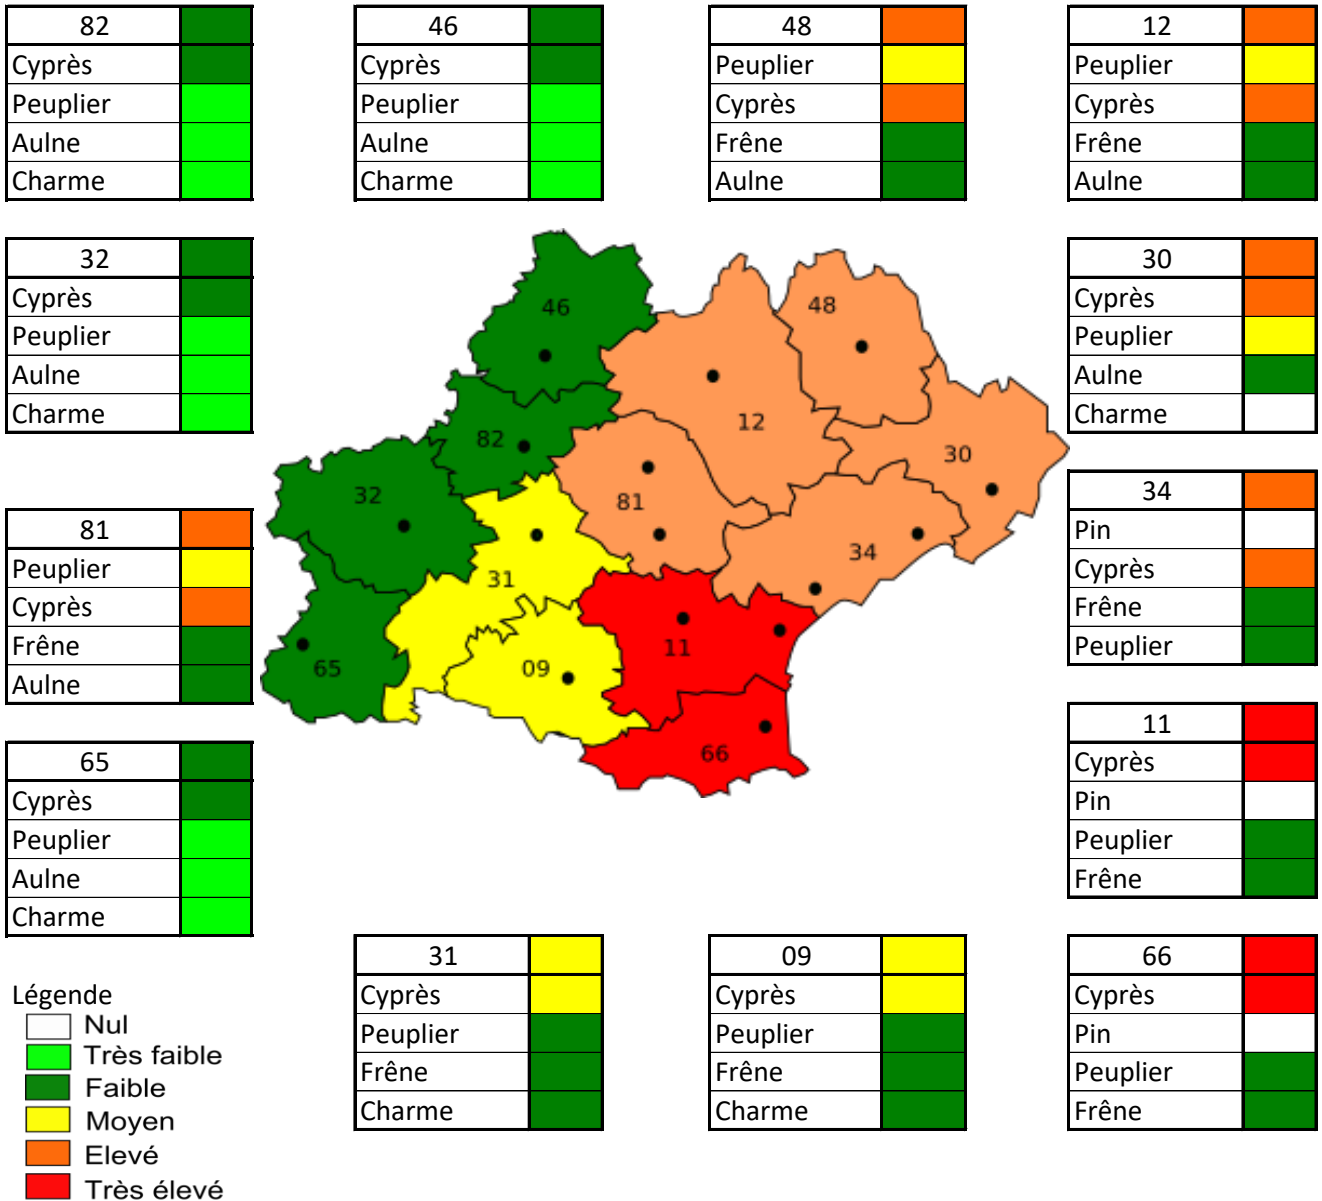 82
Cyprès
Peuplier
Aulne
Charme
46
Cyprès
Peuplier
Aulne
Charme
48
Peuplier
Cyprès
Frêne
Aulne
12
Peuplier
Cyprès
Frêne
Aulne
32
Cyprès
Peuplier
Aulne
Charme
30
Cyprès
Peuplier
Aulne
Charme
81
Peuplier
Cyprès
Frêne
Aulne
34
Pin
Cyprès
Frêne
Peuplier
65
Cyprès
Peuplier
Aulne
Charme
11
Cyprès
Pin
Peuplier
Frêne
46
48
12
82
30
32
81
34
31
09
11
65
66
31
Cyprès
Peuplier
Frêne
Charme
09
Cyprès
Peuplier
Frêne
Charme
66
Cyprès
Pin
Peuplier
Frêne
Légende
Nul
Très faible
Faible
Moyen
Elevé
Très élevé